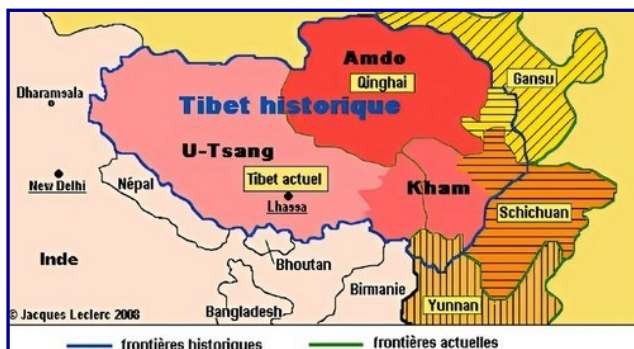 Amdo
Qinghai
Gansu
Dharamsala
Tibet historique
U-Tsang
Tibet actuel
Kham
New Delhi
Népal
Lhassa
Schichuan
Inde
Bhoutan
Birmanie
Bangladesh
Yunnan
© Jacques Leclerc 2008
frontières historiques
frontières actuelles